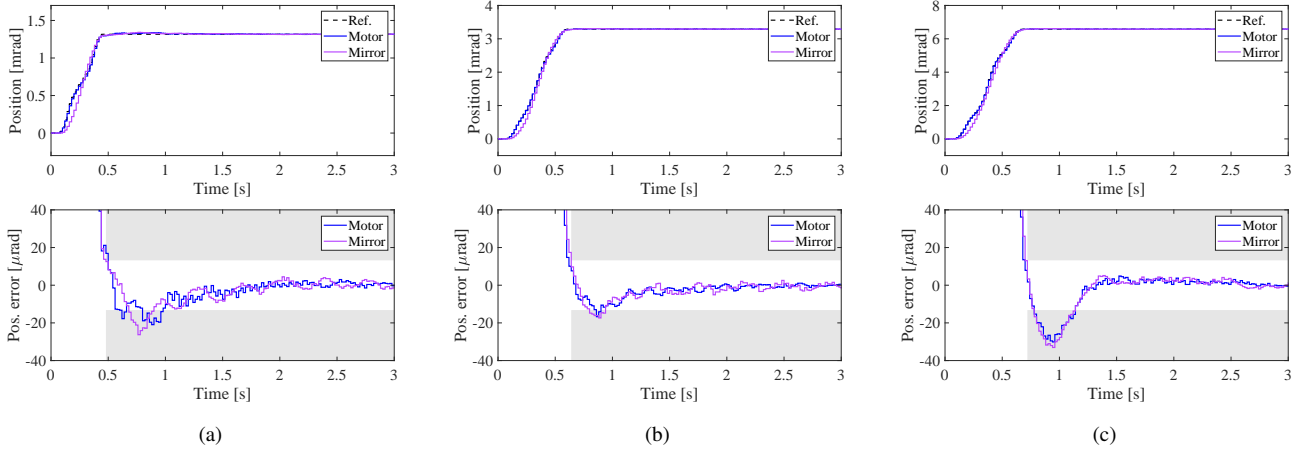 1.5
1
0.5
0
Position [mrad]
Ref.
Motor
Mirror
0 0.5 1 1.5 2 2.5 3
Time [s]
40
20
0
-20
-40
Pos. error [μrad]
Motor
Mirror
0 0.5 1 1.5 2 2.5 3
Time [s]
(a)
4
3
2
1
0
Position [mrad]
Ref.
Motor
Mirror
0 0.5 1 1.5 2 2.5 3
Time [s]
40
20
0
-20
-40
Pos. error [μrad]
Motor
Mirror
0 0.5 1 1.5 2 2.5 3
Time [s]
(b)
8
6
4
2
0
Position [mrad]
Ref.
Motor
Mirror
0 0.5 1 1.5 2 2.5 3
Time [s]
40
20
0
-20
-40
Pos. error [μrad]
Motor
Mirror
0 0.5 1 1.5 2 2.5 3
Time [s]
(c)